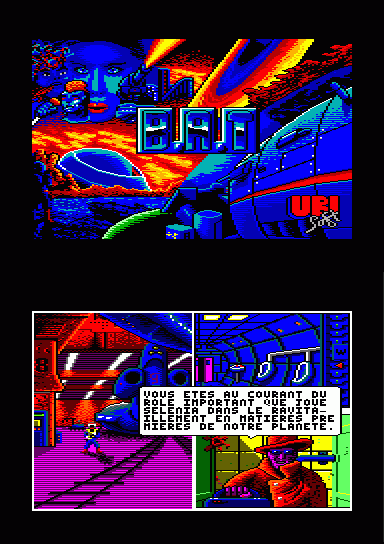 B.A.T
UBI
Soft
VOUS ETES AU COURANT DU
ROLE IMPORTANT QUE JOUE
SELENIA DANS LE RAVITA-
ILLEMENT EN MATIERES PRE
MIERES DE NOTRE PLANETE.